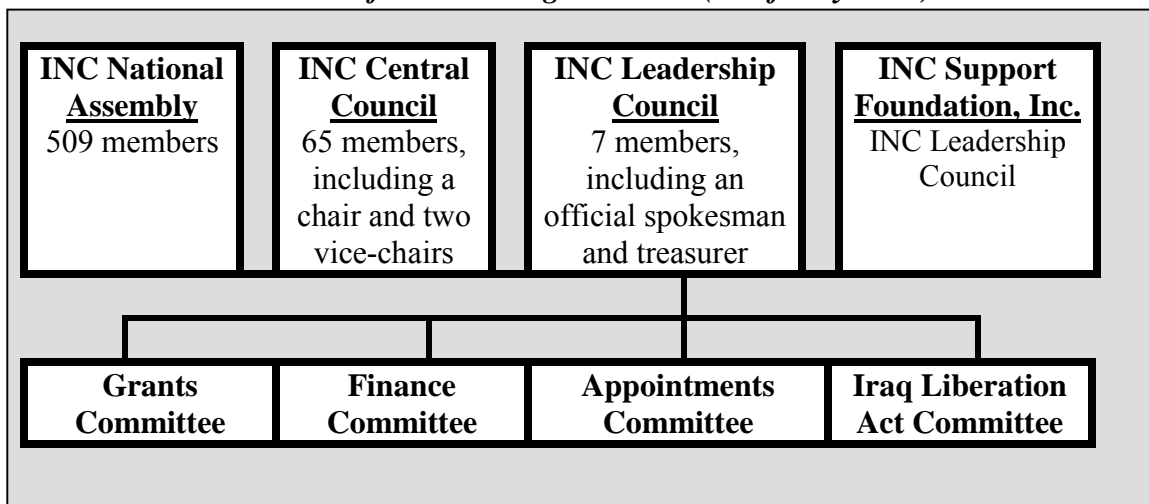 INC National
Assembly
509 members
INC Central
Council
65 members,
including a
chair and two
vice-chairs
INC Leadership
Council
7 members,
including an
official spokesman
and treasurer
INC Support
Foundation, Inc.
INC Leadership
Council
Grants
Committee
Finance
Committee
Appointments
Committee
Iraq Liberation
Act Committee